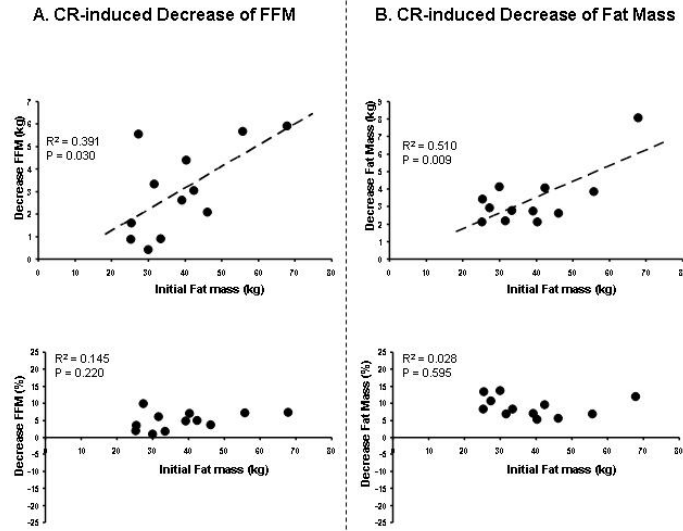 A. CR-induced Decrease of FFM
B. CR-induced Decrease of Fat Mass
Decrease FFM (kg)
7
6
5
4
3
2
1
0
R² = 0.391
P = 0.030
0 10 20 30 40 50 60 70 80
Initial Fat mass (kg)
Decrease Fat Mass (kg)
9
8
7
6
5
4
3
2
1
0
R² = 0.510
P = 0.009
0 10 20 30 40 50 60 70 80
Initial Fat mass (kg)
Decrease FFM (%)
25
20
15
10
5
0
-5
-10
-15
-20
-25
R² = 0.145
P = 0.220
0 10 20 30 40 50 60 70 80
Initial Fat mass (kg)
Decrease Fat Mass (%)
25
20
15
10
5
0
-5
-10
-15
-20
-25
R² = 0.028
P = 0.595
0 10 20 30 40 50 60 70 80
Initial Fat mass (kg)